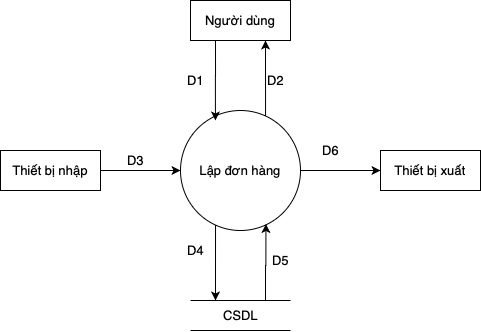 Người dùng
D1
D2
Thiết bị nhập
D3
Lập đơn hàng
D6
Thiết bị xuất
D4
D5
CSDL